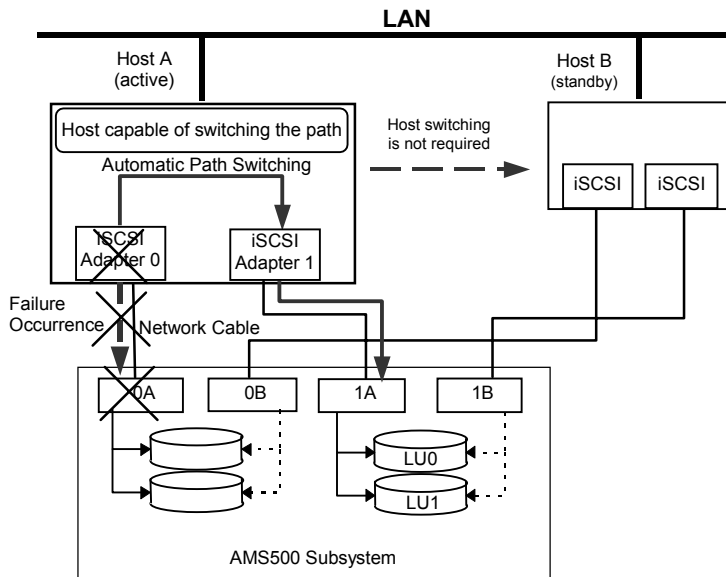 LAN
Host A
(active)
Host B
(standby)
Host capable of switching the path
Automatic Path Switching
Host switching
is not required
iSCSI
iSCSI
iSCSI
Adapter 0
iSCSI
Adapter 1
Failure
Occurrence
Network Cable
0A
0B
1A
1B
LU0
LU1
AMS500 Subsystem